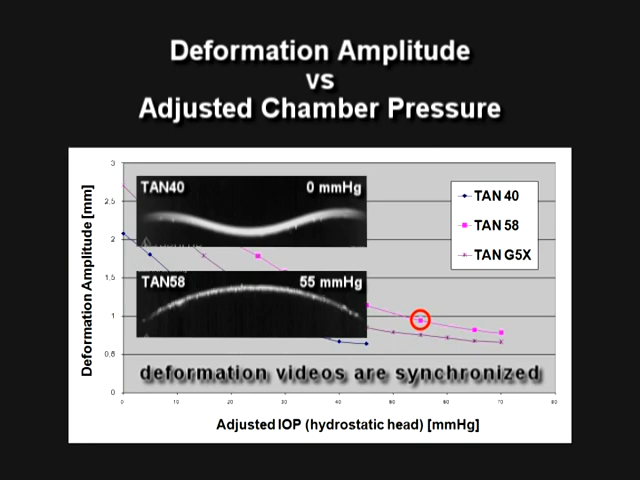 Deformation Amplitude
vs
Adjusted Chamber Pressure
3
2,5
2
1,5
1
0,5
0
Deformation Amplitude [mm]
TAN40 0 mmHg
TAN58 55 mmHg
TAN 40
TAN 58
TAN G5X
deformation videos are synchronized
0 10 20 30 40 50 60 70 80
Adjusted IOP (hydrostatic head) [mmHg]